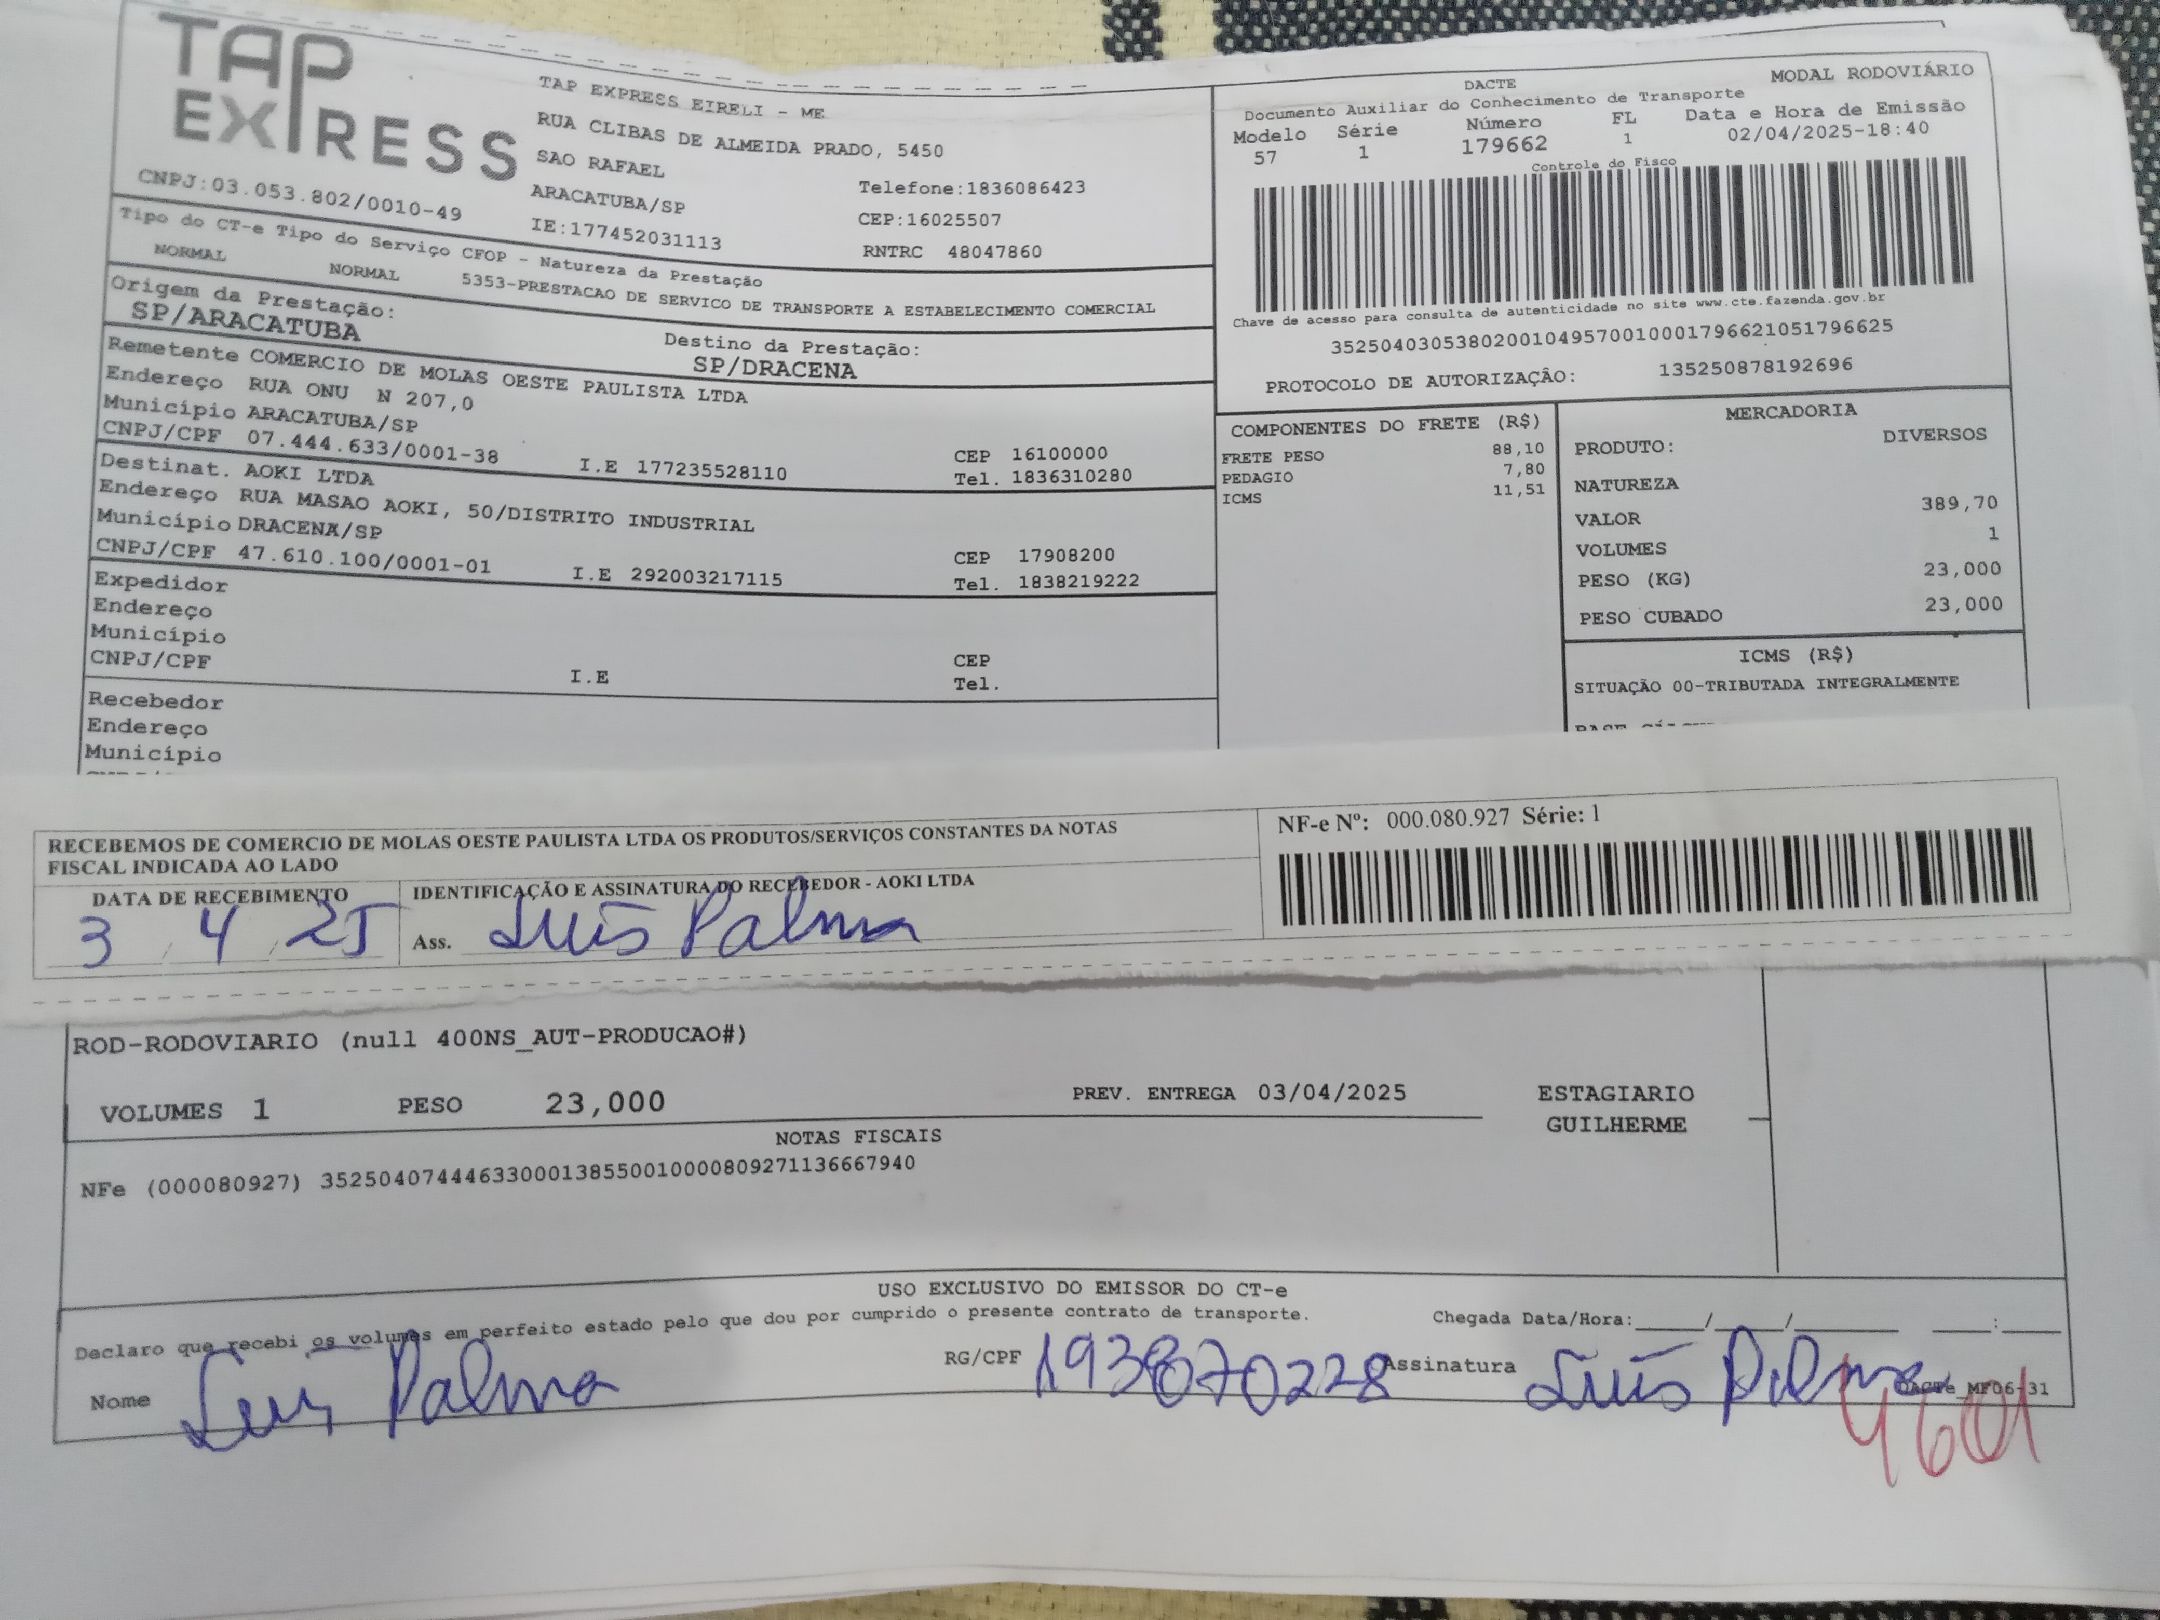 TAP
EXPRESS
CNPJ:03.053.802/0010-49
TAP EXPRESS EIRELI - ME
RUA CLIBAS DE ALMEIDA PRADO, 5450
SAO RAFAEL
ARACATUBA/SP
IE:177452031113
Telefone:1836086423
CEP:16025507
RNTRC 48047860
DACTE MODAL RODOVIÁRIO
Documento Auxiliar do Conhecimento de Transporte
Modelo Série Número FL Data e Hora de Emissão
57 1 179662 1 02/04/2025-18:40
Controle do Fisco
Chave de acesso para consulta de autenticidade no site www.cte.fazenda.gov.br
35250403053802001049570010001796621051796625
PROTOCOLO DE AUTORIZAÇÃO: 135250878192696
Tipo do CT-e Tipo do Serviço CFOP - Natureza da Prestação
NORMAL NORMAL 5353-PRESTACAO DE SERVICO DE TRANSPORTE A ESTABELECIMENTO COMERCIAL
Origem da Prestação: Destino da Prestação:
SP/ARACATUBA SP/DRACENA
Remetente COMERCIO DE MOLAS OESTE PAULISTA LTDA
Endereço RUA ONU N 207,0
Município ARACATUBA/SP CEP 16100000
CNPJ/CPF 07.444.633/0001-38 I.E 177235528110 Tel. 1836310280
Destinat. AOKI LTDA
Endereço RUA MASAO AOKI, 50/DISTRITO INDUSTRIAL
Município DRACENA/SP CEP 17908200
CNPJ/CPF 47.610.100/0001-01 I.E 292003217115 Tel. 1838219222
Expedidor
Endereço
Município CEP
CNPJ/CPF I.E Tel.
Recebedor
Endereço
Município
COMPONENTES DO FRETE (R$)
FRETE PESO 88,10
PEDAGIO 7,80
ICMS 11,51
MERCADORIA
PRODUTO: DIVERSOS
NATUREZA
VALOR 389,70
VOLUMES 1
PESO (KG) 23,000
PESO CUBADO 23,000
ICMS (R$)
SITUAÇÃO 00-TRIBUTADA INTEGRALMENTE
RECEBEMOS DE COMERCIO DE MOLAS OESTE PAULISTA LTDA OS PRODUTOS/SERVIÇOS CONSTANTES DA NOTAS
FISCAL INDICADA AO LADO
NF-e Nº: 000.080.927 Série: 1
DATA DE RECEBIMENTO IDENTIFICAÇÃO E ASSINATURA DO RECEBEDOR - AOKI LTDA
3 / 4 / 25 Ass. Luís Palma
ROD-RODOVIARIO (null 400NS_AUT-PRODUCAO#)
VOLUMES 1 PESO 23,000 PREV. ENTREGA 03/04/2025 ESTAGIARIO
GUILHERME
NOTAS FISCAIS
NFe (000080927) 35250407444633000138550010000809271136667940
USO EXCLUSIVO DO EMISSOR DO CT-e
Declaro que recebi os volumes em perfeito estado pelo que dou por cumprido o presente contrato de transporte. Chegada Data/Hora:____/____/____ ____:____
Nome Luis Palma RG/CPF 193870228 Assinatura Luís Palma
DACTe_MF06-31
4601